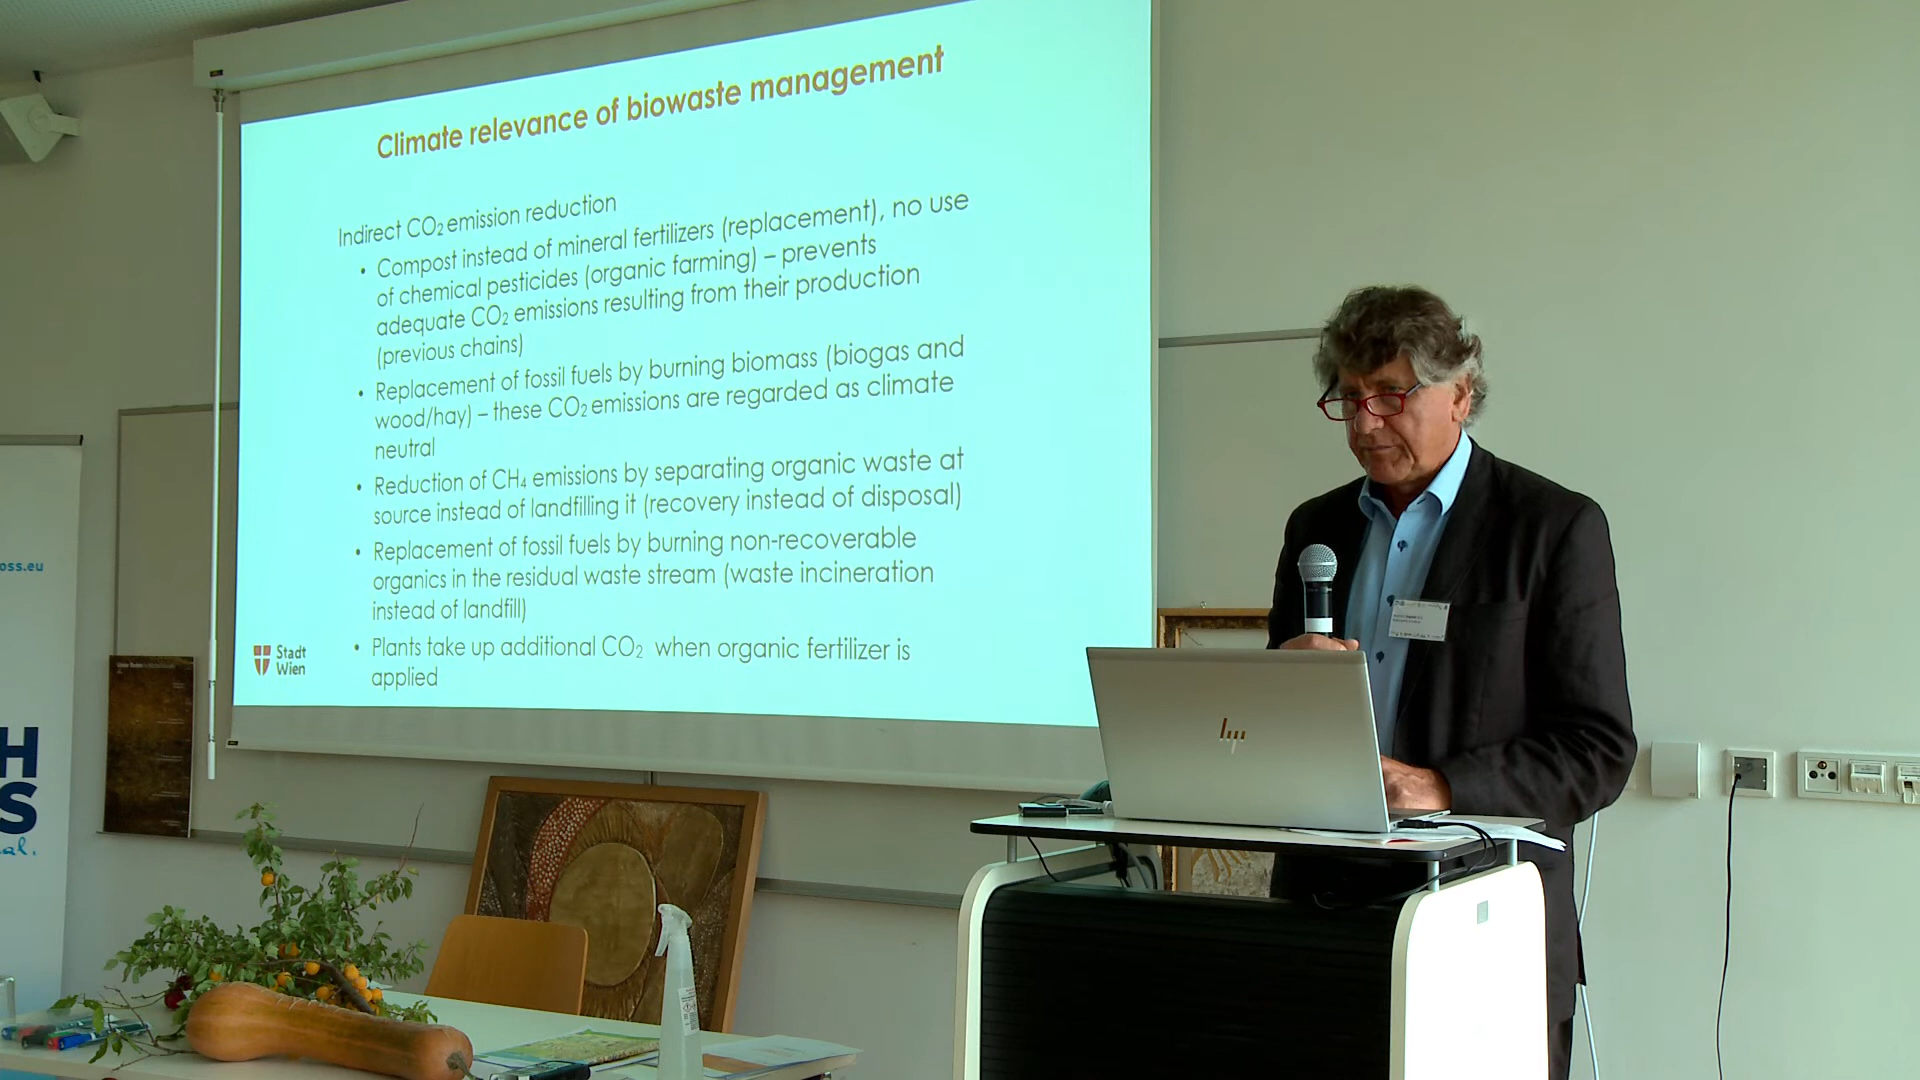 Climate relevance of biowaste management
Indirect CO₂ emission reduction
• Compost instead of mineral fertilizers (replacement), no use
of chemical pesticides (organic farming) – prevents
adequate CO₂ emissions resulting from their production
(previous chains)
• Replacement of fossil fuels by burning biomass (biogas and
wood/hay) – these CO₂ emissions are regarded as climate
neutral
• Reduction of CH₄ emissions by separating organic waste at
source instead of landfilling it (recovery instead of disposal)
• Replacement of fossil fuels by burning non-recoverable
organics in the residual waste stream (waste incineration
instead of landfill)
• Plants take up additional CO₂ when organic fertilizer is
applied
Stadt
Wien
oss.eu
H
S
al.
hp